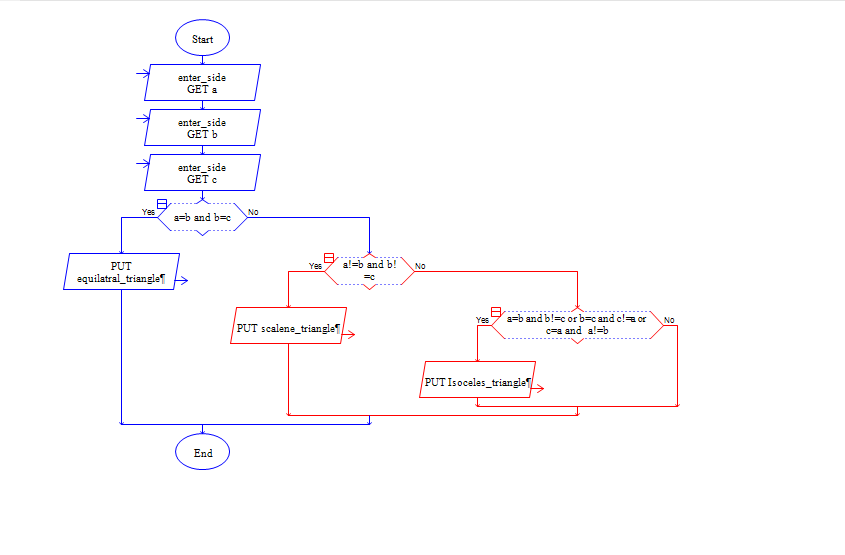 Start
enter_side
GET a
enter_side
GET b
enter_side
GET c
Yes
a=b and b=c
No
PUT
equilatral_triangle¶
Yes
a!=b and b!
=c
No
PUT scalene_triangle¶
Yes
a=b and b!=c or b=c and c!=a or
c=a and a!=b
No
PUT Isoceles_triangle¶
End